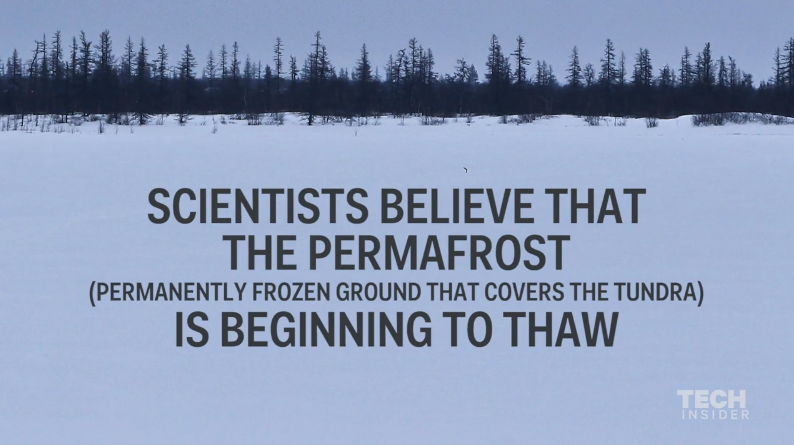 SCIENTISTS BELIEVE THAT
THE PERMAFROST
(PERMANENTLY FROZEN GROUND THAT COVERS THE TUNDRA)
IS BEGINNING TO THAW
TECH
INSIDER